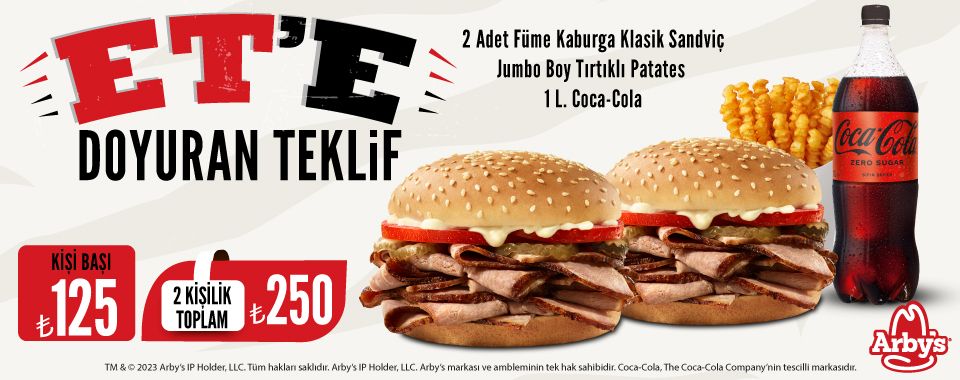 ET'E
DOYURAN TEKLİF
2 Adet Füme Kaburga Klasik Sandviç
Jumbo Boy Tırtıklı Patates
1 L. Coca-Cola
Coca-Cola
ZERO SUGAR
KİŞİ BAŞI
₺125
2 KİŞİLİK
TOPLAM
₺250
Arby's
TM & © 2023 Arby's IP Holder, LLC. Tüm hakları saklıdır. Arby's IP Holder, LLC. Arby's markası ve ambleminin tek hak sahibidir. Coca-Cola, The Coca-Cola Company'nin tescilli markasıdır.